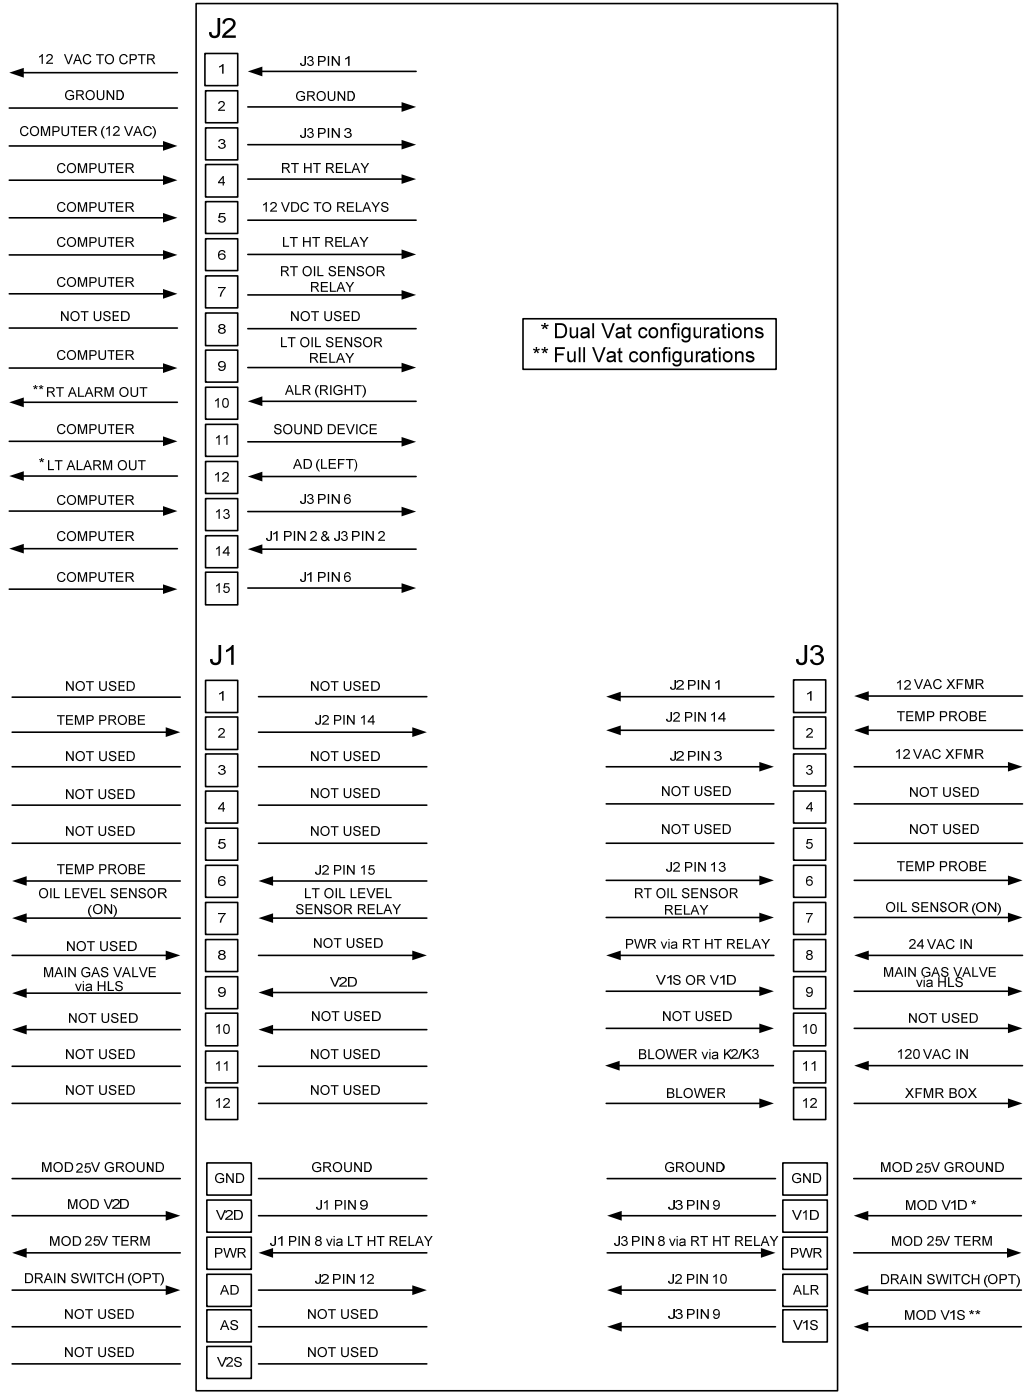 J2
12 VAC TO CPTR 1 J3 PIN 1
GROUND 2 GROUND
COMPUTER (12 VAC) 3 J3 PIN 3
COMPUTER 4 RT HT RELAY
COMPUTER 5 12 VDC TO RELAYS
COMPUTER 6 LT HT RELAY
COMPUTER 7 RT OIL SENSOR
RELAY
NOT USED 8 NOT USED
COMPUTER 9 LT OIL SENSOR
RELAY
** RT ALARM OUT 10 ALR (RIGHT)
COMPUTER 11 SOUND DEVICE
* LT ALARM OUT 12 AD (LEFT)
COMPUTER 13 J3 PIN 6
COMPUTER 14 J1 PIN 2 & J3 PIN 2
COMPUTER 15 J1 PIN 6
* Dual Vat configurations
** Full Vat configurations
J1
NOT USED 1 NOT USED
TEMP PROBE 2 J2 PIN 14
NOT USED 3 NOT USED
NOT USED 4 NOT USED
NOT USED 5 NOT USED
TEMP PROBE 6 J2 PIN 15
OIL LEVEL SENSOR
(ON) 7 LT OIL LEVEL
SENSOR RELAY
NOT USED 8 NOT USED
MAIN GAS VALVE
via HLS 9 V2D
NOT USED 10 NOT USED
NOT USED 11 NOT USED
NOT USED 12 NOT USED
MOD 25V GROUND GND GROUND
MOD V2D V2D J1 PIN 9
MOD 25V TERM PWR J1 PIN 8 via LT HT RELAY
DRAIN SWITCH (OPT) AD J2 PIN 12
NOT USED AS NOT USED
NOT USED V2S NOT USED
J3
J2 PIN 1 1 12 VAC XFMR
J2 PIN 14 2 TEMP PROBE
J2 PIN 3 3 12 VAC XFMR
NOT USED 4 NOT USED
NOT USED 5 NOT USED
J2 PIN 13 6 TEMP PROBE
RT OIL SENSOR
RELAY 7 OIL SENSOR (ON)
PWR via RT HT RELAY 8 24 VAC IN
V1S OR V1D 9 MAIN GAS VALVE
via HLS
NOT USED 10 NOT USED
BLOWER via K2/K3 11 120 VAC IN
BLOWER 12 XFMR BOX
GROUND GND MOD 25V GROUND
J3 PIN 9 V1D MOD V1D *
J3 PIN 8 via RT HT RELAY PWR MOD 25V TERM
J2 PIN 10 ALR DRAIN SWITCH (OPT)
J3 PIN 9 V1S MOD V1S **